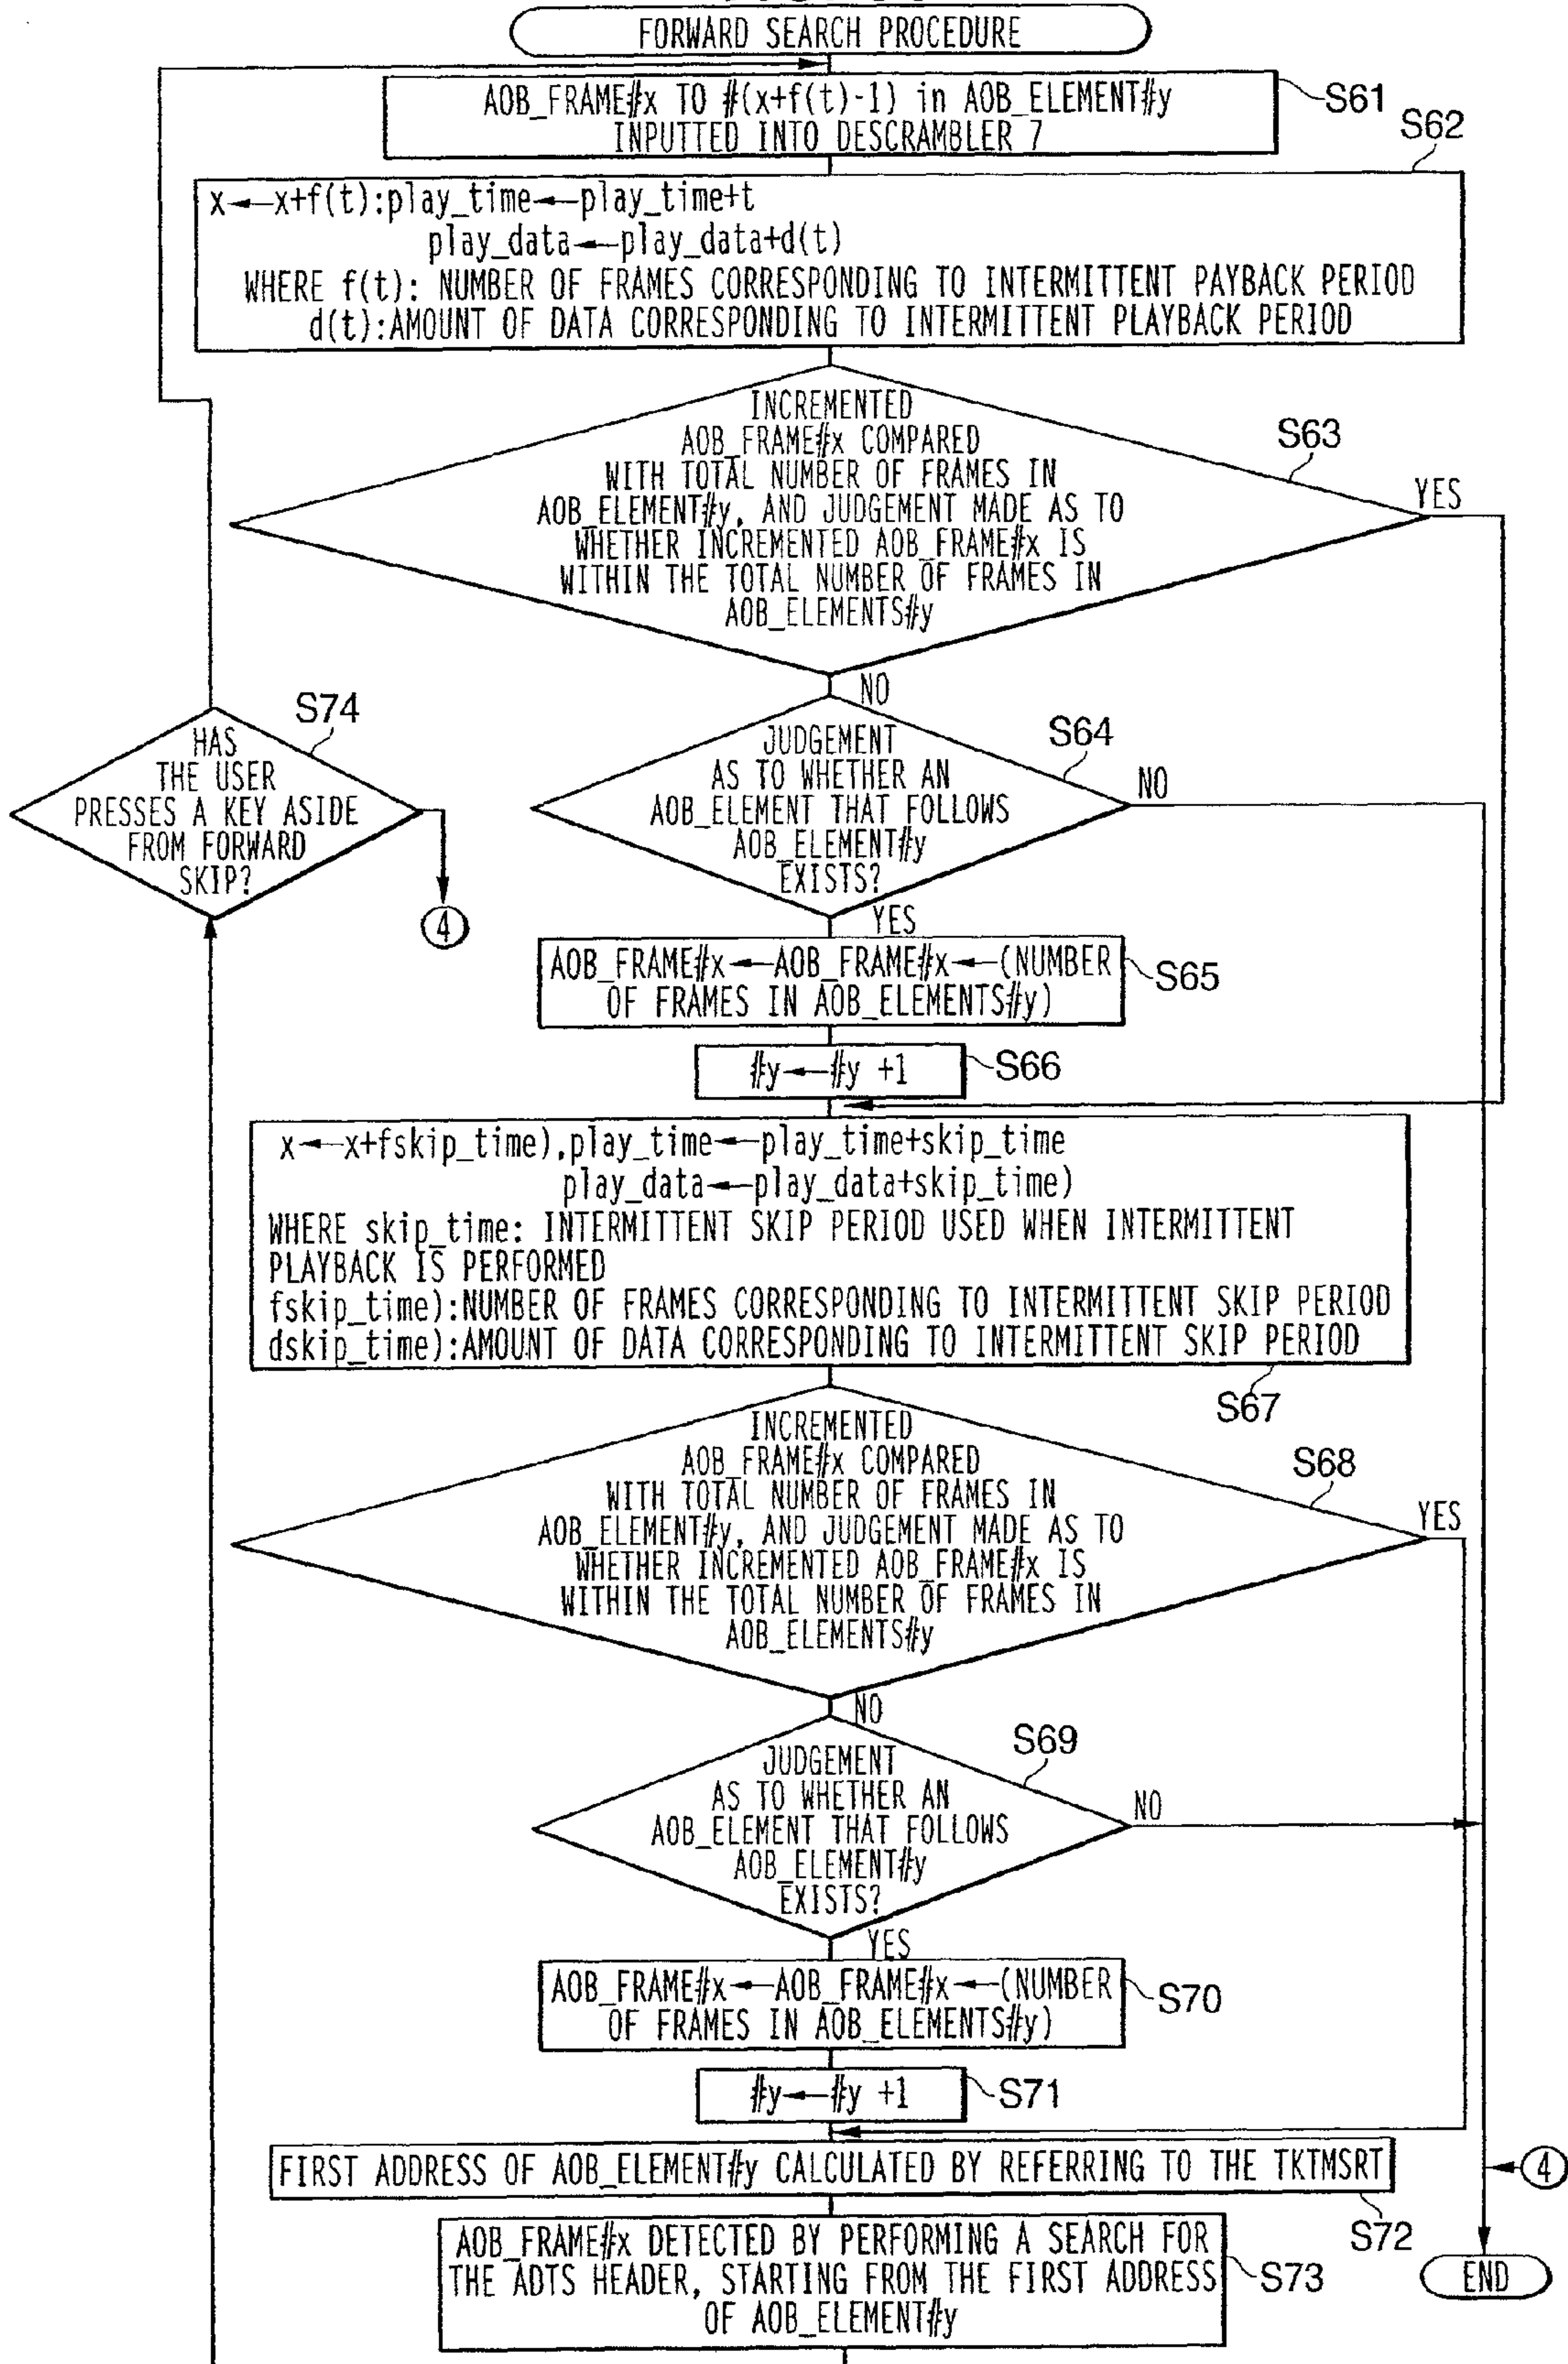 FORWARD SEARCH PROCEDURE
AOB_FRAME#x TO #(x+f(t)-1) in AOB_ELEMENT#y
INPUTTED INTO DESCRAMBLER 7
S61
S62
x←x+f(t):play_time←play_time+t
play_data←play_data+d(t)
WHERE f(t): NUMBER OF FRAMES CORRESPONDING TO INTERMITTENT PAYBACK PERIOD
d(t):AMOUNT OF DATA CORRESPONDING TO INTERMITTENT PLAYBACK PERIOD
INCREMENTED
AOB_FRAME#x COMPARED
WITH TOTAL NUMBER OF FRAMES IN
AOB_ELEMENT#y, AND JUDGEMENT MADE AS TO
WHETHER INCREMENTED AOB_FRAME#x IS
WITHIN THE TOTAL NUMBER OF FRAMES IN
AOB_ELEMENTS#y
S63
YES
NO
S74
HAS
THE USER
PRESSES A KEY ASIDE
FROM FORWARD
SKIP?
4
JUDGEMENT
AS TO WHETHER AN
AOB_ELEMENT THAT FOLLOWS
AOB_ELEMENT#y
EXISTS?
S64
NO
YES
AOB_FRAME#x←AOB_FRAME#x←(NUMBER
OF FRAMES IN AOB_ELEMENTS#y)
S65
#y←#y +1
S66
x←x+fskip_time),play_time←play_time+skip_time
play_data←play_data+skip_time)
WHERE skip_time: INTERMITTENT SKIP PERIOD USED WHEN INTERMITTENT
PLAYBACK IS PERFORMED
fskip_time):NUMBER OF FRAMES CORRESPONDING TO INTERMITTENT SKIP PERIOD
dskip_time):AMOUNT OF DATA CORRESPONDING TO INTERMITTENT SKIP PERIOD
S67
INCREMENTED
AOB_FRAME#x COMPARED
WITH TOTAL NUMBER OF FRAMES IN
AOB_ELEMENT#y, AND JUDGEMENT MADE AS TO
WHETHER INCREMENTED AOB_FRAME#x IS
WITHIN THE TOTAL NUMBER OF FRAMES IN
AOB_ELEMENTS#y
S68
YES
NO
JUDGEMENT
AS TO WHETHER AN
AOB_ELEMENT THAT FOLLOWS
AOB_ELEMENT#y
EXISTS?
S69
NO
YES
AOB_FRAME#x←AOB_FRAME#x←(NUMBER
OF FRAMES IN AOB_ELEMENTS#y)
S70
#y←#y +1
S71
FIRST ADDRESS OF AOB_ELEMENT#y CALCULATED BY REFERRING TO THE TKTMSRT
4
S72
AOB_FRAME#x DETECTED BY PERFORMING A SEARCH FOR
THE ADTS HEADER, STARTING FROM THE FIRST ADDRESS
OF AOB_ELEMENT#y
S73
END